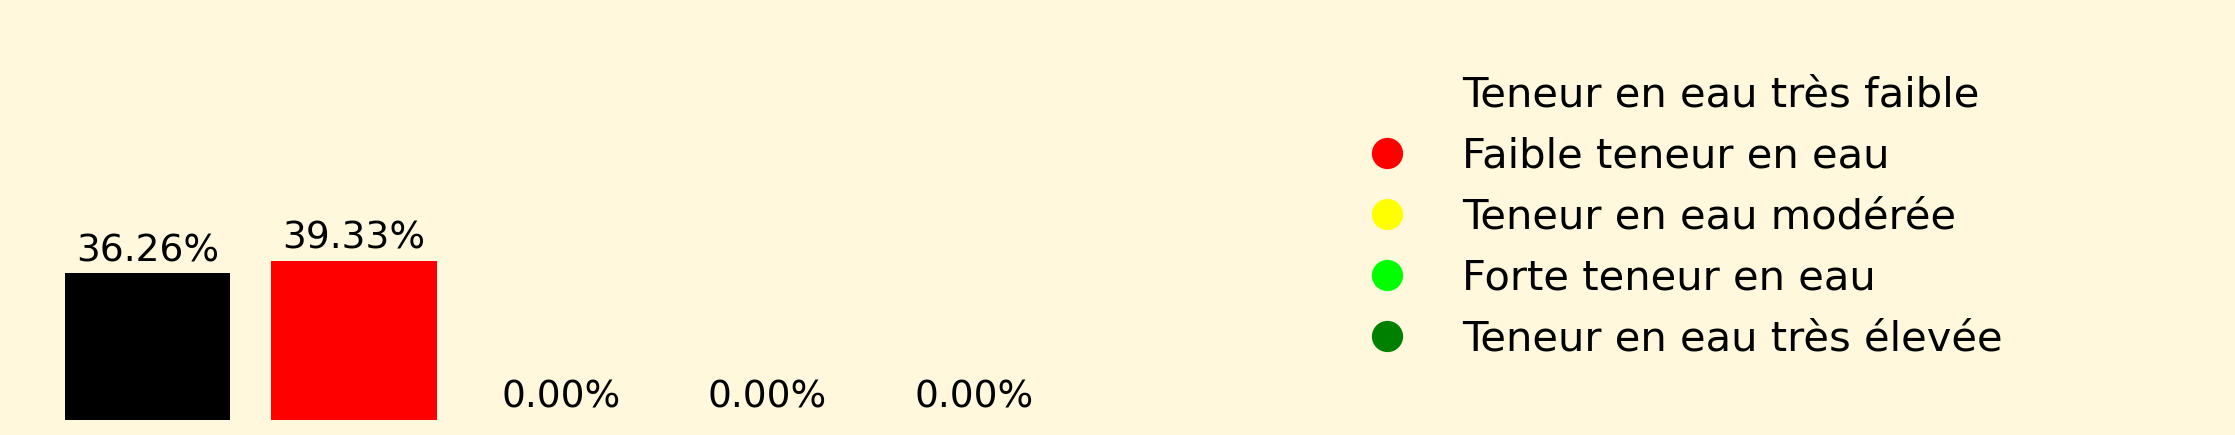 36.26%
39.33%
0.00%
0.00%
0.00%
Teneur en eau très faible
Faible teneur en eau
Teneur en eau modérée
Forte teneur en eau
Teneur en eau très élevée